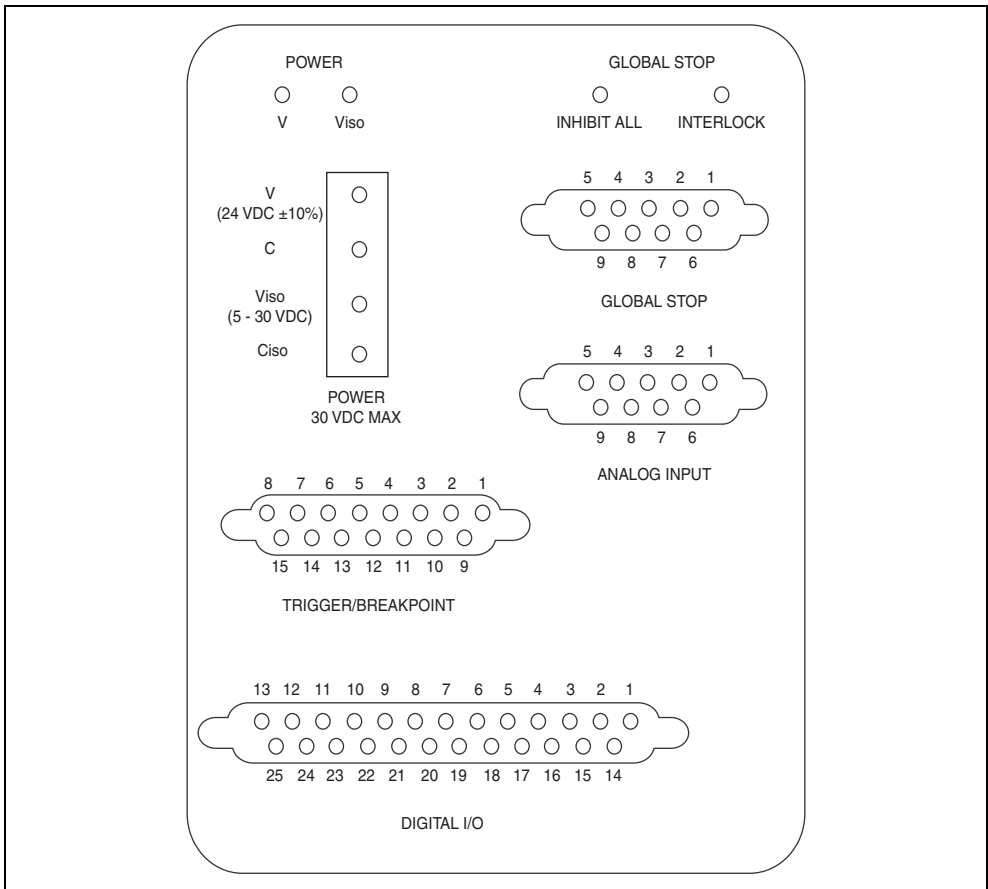 POWER
V Viso
GLOBAL STOP
INHIBIT ALL INTERLOCK
V
(24 VDC ±10%)
C
Viso
(5 - 30 VDC)
Ciso
POWER
30 VDC MAX
5 4 3 2 1
9 8 7 6
GLOBAL STOP
5 4 3 2 1
9 8 7 6
ANALOG INPUT
8 7 6 5 4 3 2 1
15 14 13 12 11 10 9
TRIGGER/BREAKPOINT
13 12 11 10 9 8 7 6 5 4 3 2 1
25 24 23 22 21 20 19 18 17 16 15 14
DIGITAL I/O